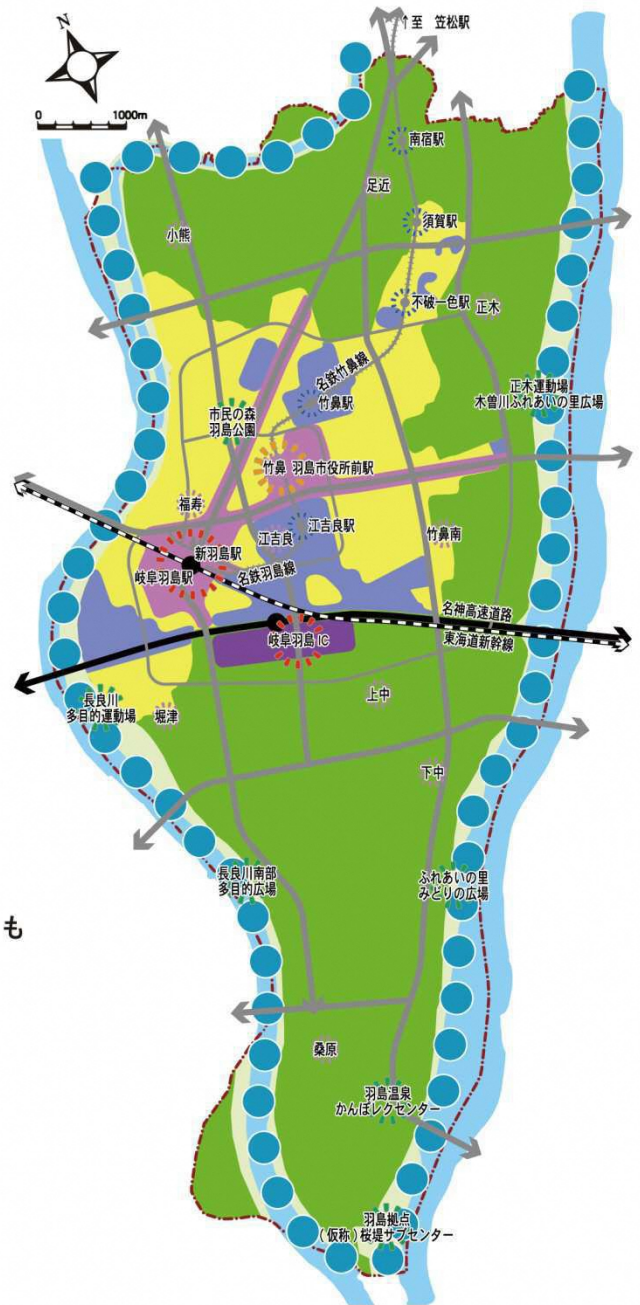 N
↑至 笠松駅
0 1000m
南宿駅
足近
須賀駅
小熊
不破一色駅
正木
名鉄竹鼻線
竹鼻駅
正木運動場
木曽川ふれあいの里広場
市民の森
羽島公園
竹鼻 羽島市役所前駅
福寿
江吉良駅
江吉良
竹鼻南
新羽島駅
名鉄羽島線
岐阜羽島駅
名神高速道路
東海道新幹線
岐阜羽島 IC
長良川
多目的運動場
堀津
上中
下中
長良川南部
多目的広場
ふれあいの里
みどりの広場
も
桑原
羽島温泉
かんぽレクセンター
羽島拠点
(仮称)桜堤サブセンター